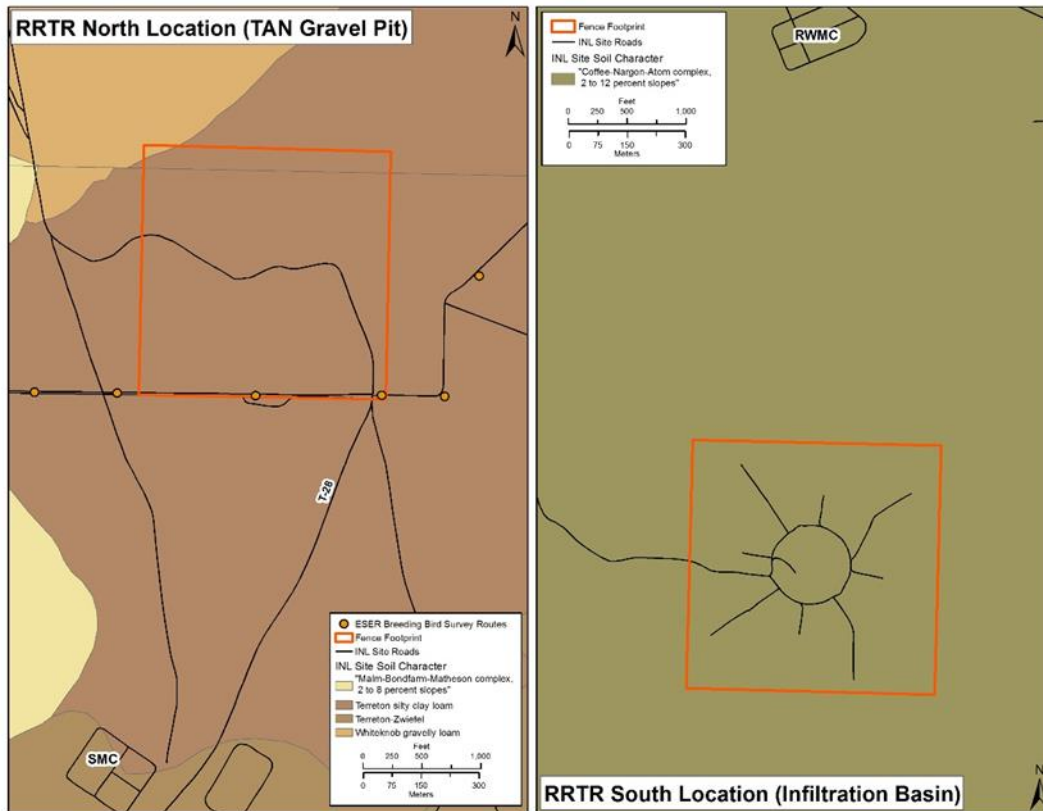 RRTR North Location (TAN Gravel Pit)
N
T-28
SMC
ESER Breeding Bird Survey Routes
Fence Footprint
INL Site Roads
INL Site Soil Character
"Malm-Bondfarm-Matheson complex,
2 to 8 percent slopes"
Terreton silty clay loam
Terreton-Zwiefel
Whiteknob gravelly loam
Feet
0 250 500 1,000
0 75 150 300
Meters
Fence Footprint
INL Site Roads
INL Site Soil Character
"Coffee-Nargon-Atom complex,
2 to 12 percent slopes"
Feet
0 250 500 1,000
0 75 150 300
Meters
RWMC
N
RRTR South Location (Infiltration Basin)